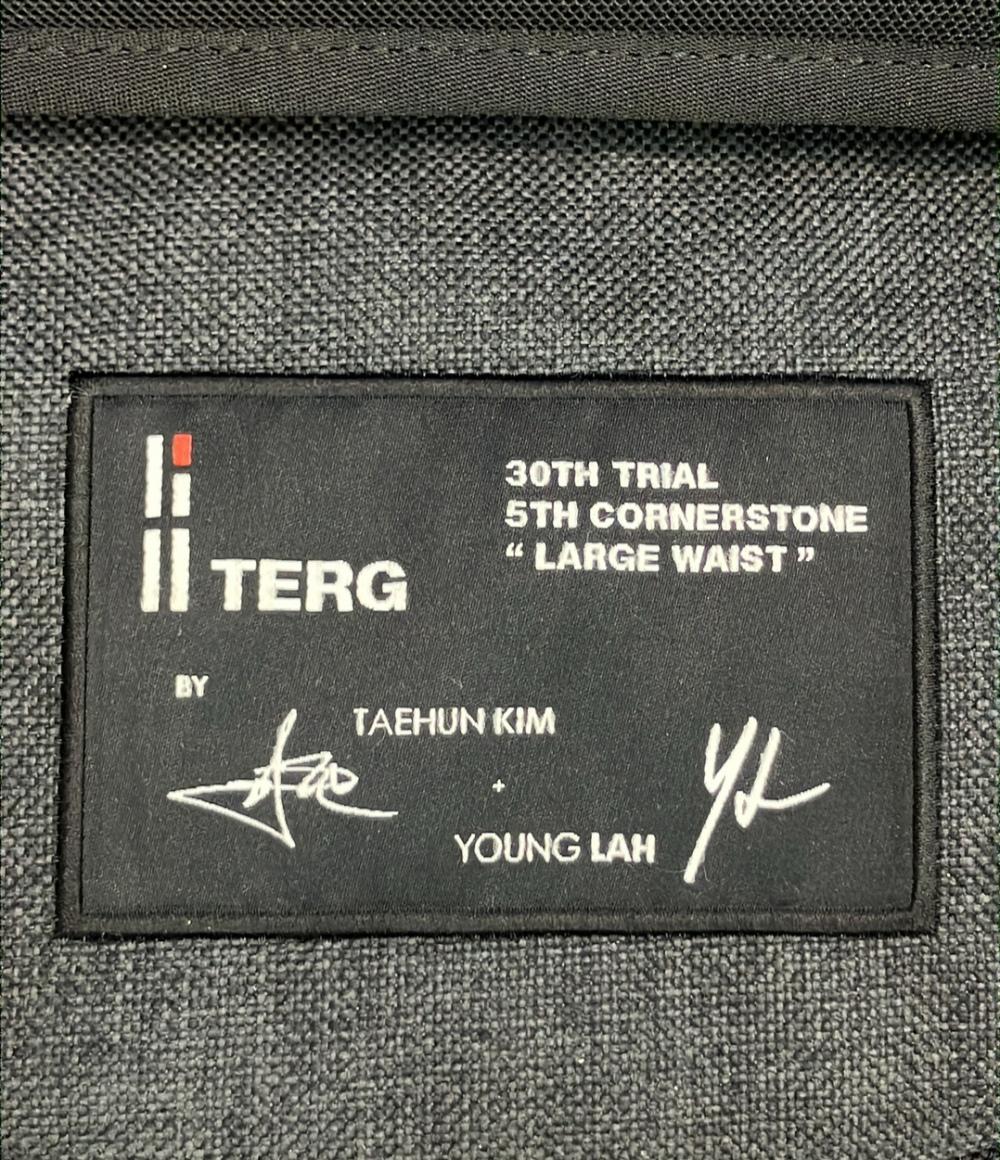 TERG
30TH TRIAL
5TH CORNERSTONE
“ LARGE WAIST ”
BY
TAEHUN KIM
+
YOUNG LAH